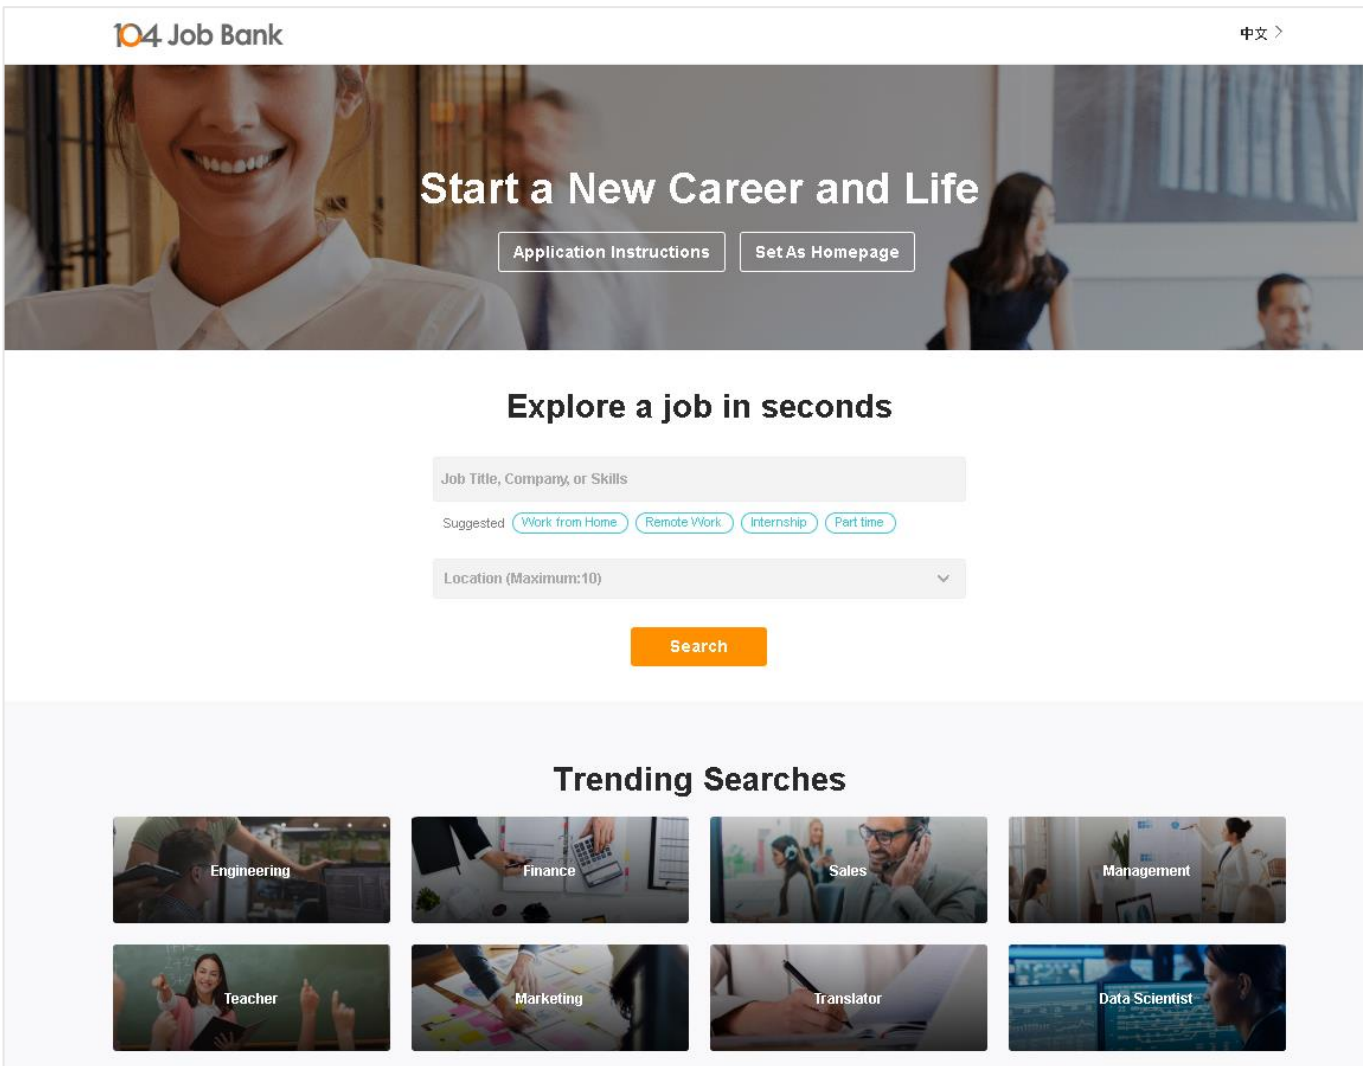 104 Job Bank
中文 >
Start a New Career and Life
Application Instructions
Set As Homepage
Explore a job in seconds
Job Title, Company, or Skills
Suggested Work from Home Remote Work Internship Part time
Location (Maximum:10)
Search
Trending Searches
Engineering
Finance
Sales
Management
Teacher
Marketing
Translator
Data Scientist